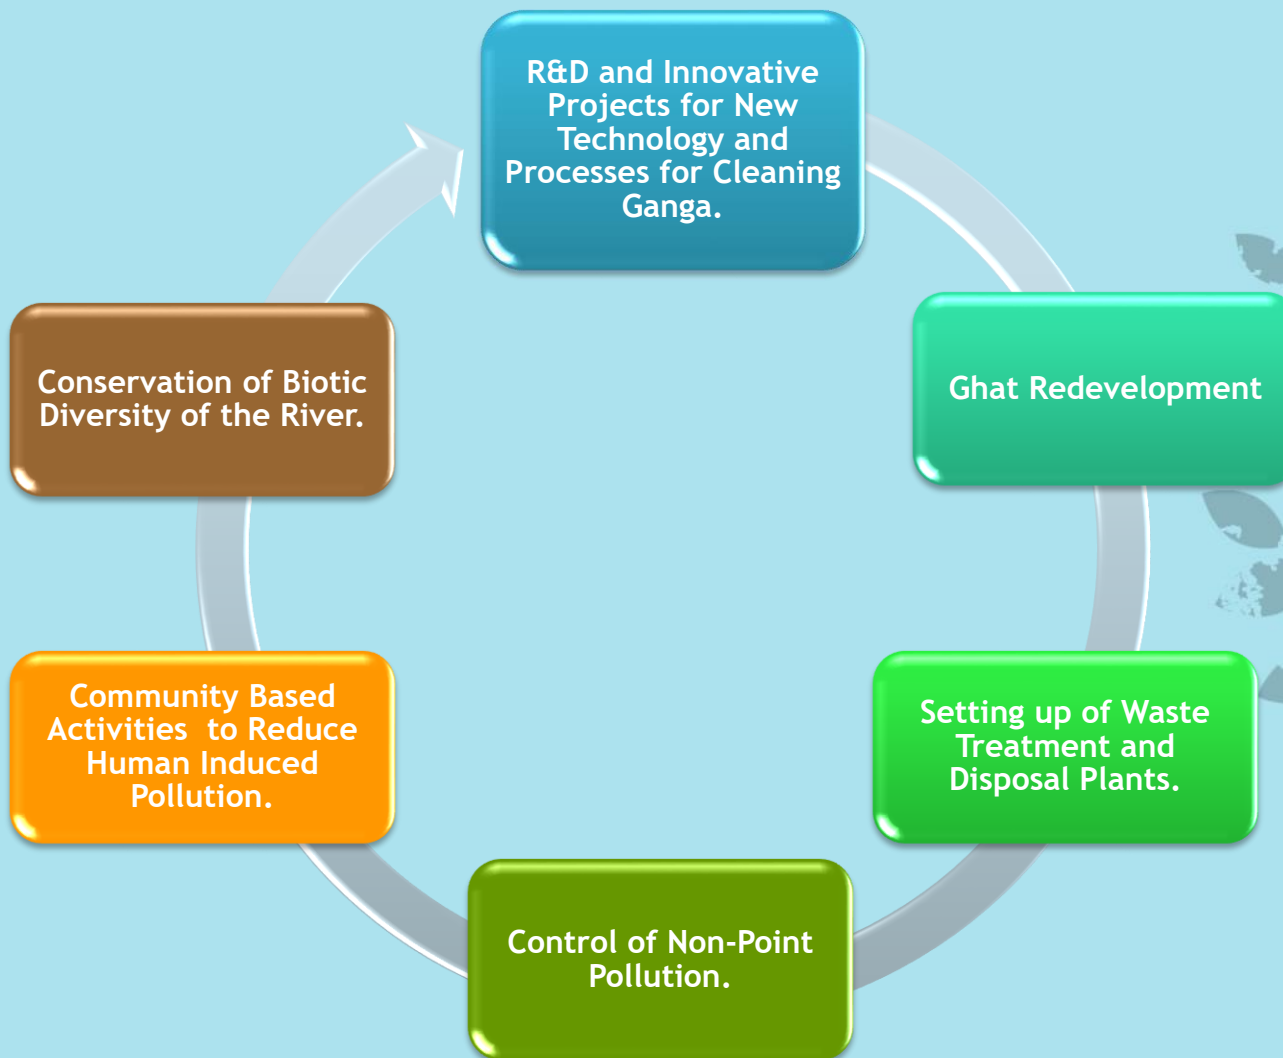 R&D and Innovative
Projects for New
Technology and
Processes for Cleaning
Ganga.
Ghat Redevelopment
Setting up of Waste
Treatment and
Disposal Plants.
Control of Non-Point
Pollution.
Community Based
Activities  to Reduce
Human Induced
Pollution.
Conservation of Biotic
Diversity of the River.